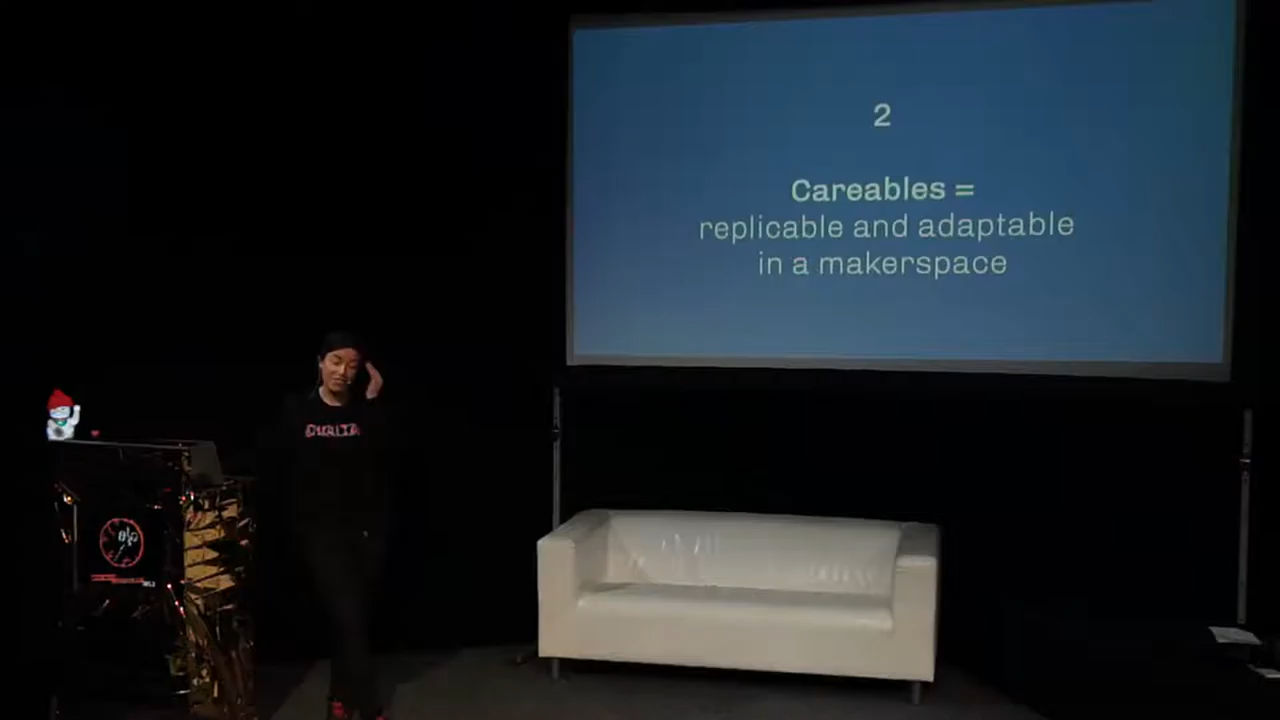 2
Careables =
replicable and adaptable
in a makerspace